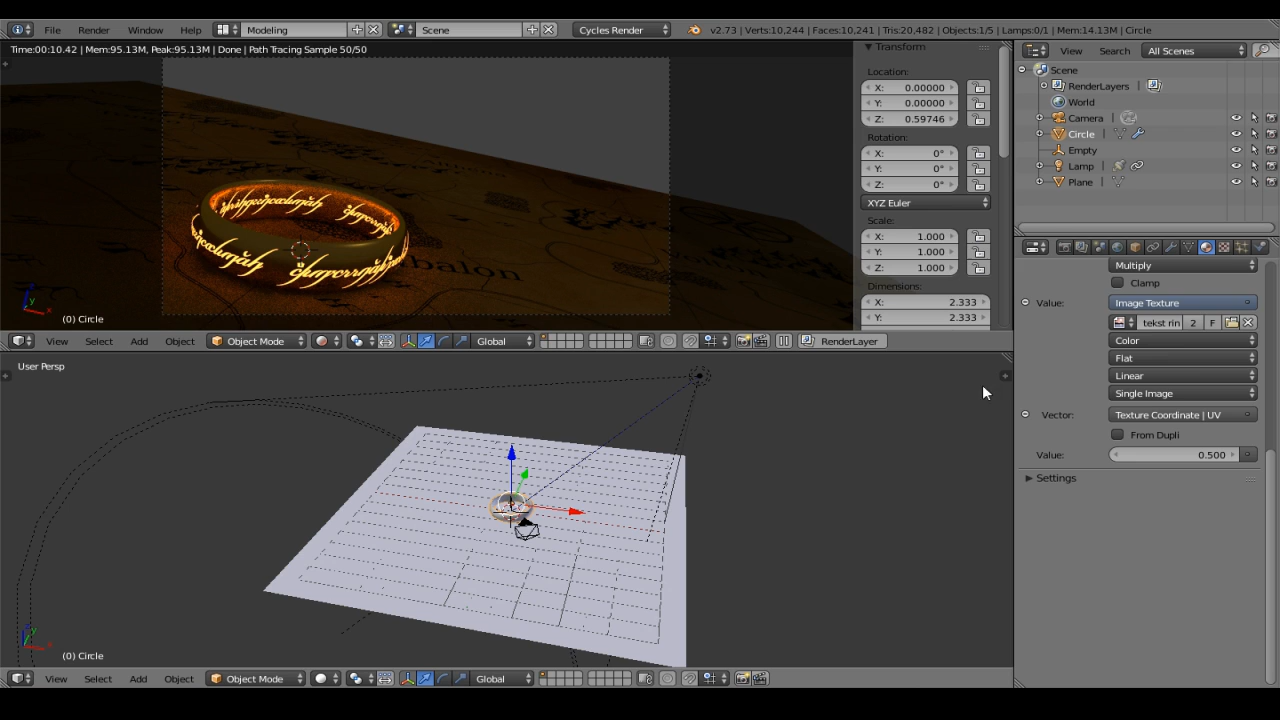 File Render Window Help Modeling Scene Cycles Render v2.73 | Verts:10,244 | Faces:10,241 | Tris:20,482 | Objects:1/5 | Lamps:0/1 | Mem:14.13M | Circle
Time:00:10.42 | Mem:95.13M, Peak:95.13M | Done | Path Tracing Sample 50/50
balon
(0) Circle
Transform
Location:
X: 0.00000
Y: 0.00000
Z: 0.59746
Rotation:
X: 0°
Y: 0°
Z: 0°
XYZ Euler
Scale:
X: 1.000
Y: 1.000
Z: 1.000
Dimensions:
X: 2.333
Y: 2.333
View Select Add Object Object Mode Global RenderLayer
User Persp
(0) Circle
View Select Add Object Object Mode Global
View Search All Scenes
Scene
RenderLayers
World
Camera
Circle
Empty
Lamp
Plane
Multiply
Clamp
Value: Image Texture
tekst rin 2 F
Color
Flat
Linear
Single Image
Vector: Texture Coordinate | UV
From Dupli
Value: 0.500
Settings